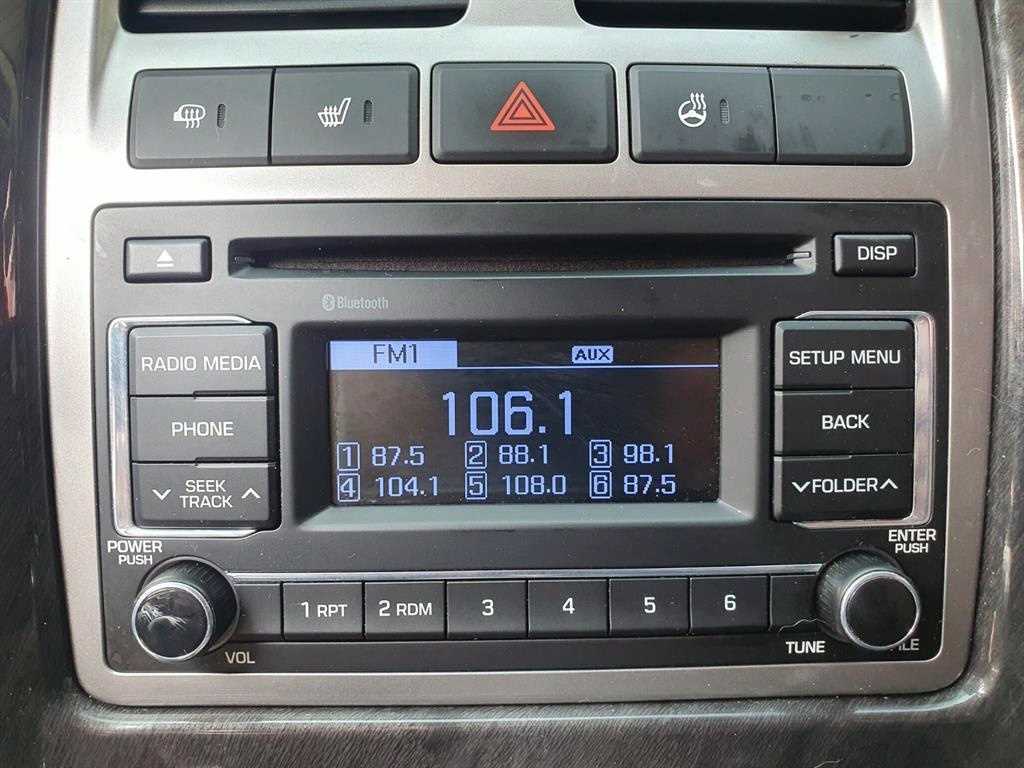 DISP
Bluetooth
RADIO MEDIA
PHONE
SEEK
TRACK
FM1 AUX
106.1
1 87.5 2 88.1 3 98.1
4 104.1 5 108.0 6 87.5
SETUP MENU
BACK
FOLDER
POWER
PUSH
ENTER
PUSH
1 RPT 2 RDM 3 4 5 6
VOL
TUNE